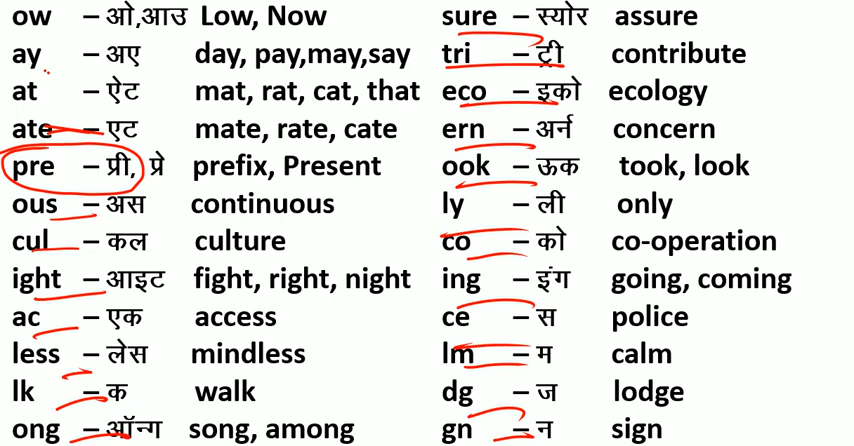 ow – ओ,आउ Low, Now
ay – अए day, pay,may,say
at – ऐट mat, rat, cat, that
ate – एट mate, rate, cate
pre – प्री, प्रे prefix, Present
ous – अस continuous
cul – कल culture
ight – आइट fight, right, night
ac – एक access
less – लेस mindless
lk – क walk
ong – ऑन्ग song, among
sure – स्योर assure
tri – ट्री contribute
eco – इको ecology
ern – अर्न concern
ook – ऊक took, look
ly – ली only
co – को co-operation
ing – इंग going, coming
ce – स police
lm – म calm
dg – ज lodge
gn – न sign